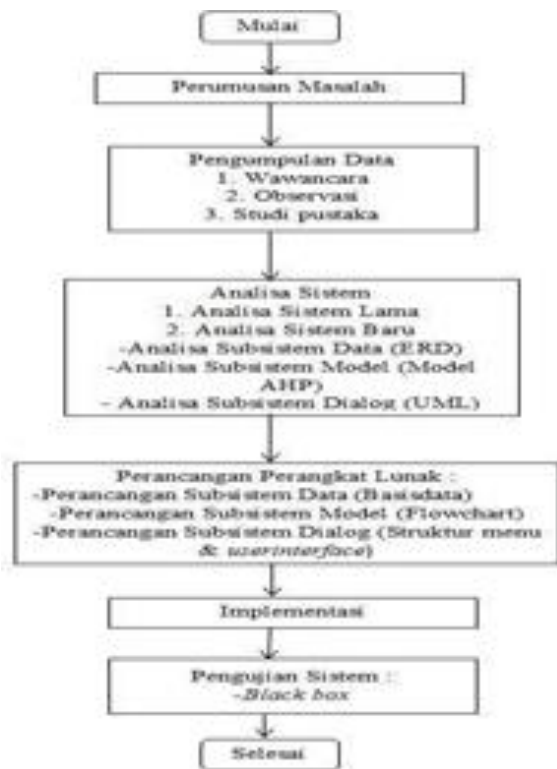 Mulai
Perumusan Masalah
Pengumpulan Data
1. Wawancara
2. Observasi
3. Studi pustaka
Analisa Sistem
1. Analisa Sistem Lama
2. Analisa Sistem Baru
-Analisa Subsistem Data (ERD)
-Analisa Subsistem Model (Model
AHP)
- Analisa Subsistem Dialog (UML)
Perancangan Perangkat Lunak :
-Perancangan Subsistem Data (Basisdata)
-Perancangan Subsistem Model (Flowchart)
-Perancangan Subsistem Dialog (Struktur menu
& userinterface)
Implementasi
Pengujian Sistem :
-Black box
Selesai